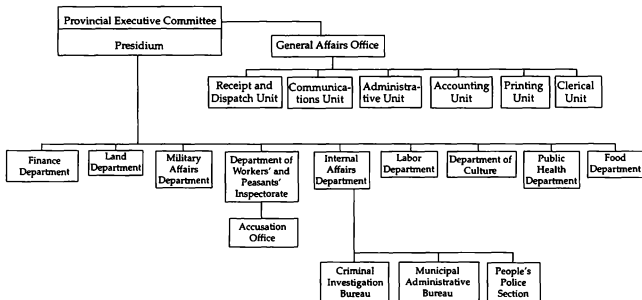 Provincial Executive Committee
Presidium
General Affairs Office
Receipt and
Dispatch Unit
Communica-
tions Unit
Administra-
tive Unit
Accounting
Unit
Printing
Unit
Clerical
Unit
Finance
Department
Land
Department
Military
Affairs
Department
Department of
Workers' and
Peasants'
Inspectorate
Internal
Affairs
Department
Labor
Department
Department of
Culture
Public
Health
Department
Food
Department
Accusation
Office
Criminal
Investigation
Bureau
Municipal
Administrative
Bureau
People's
Police
Section